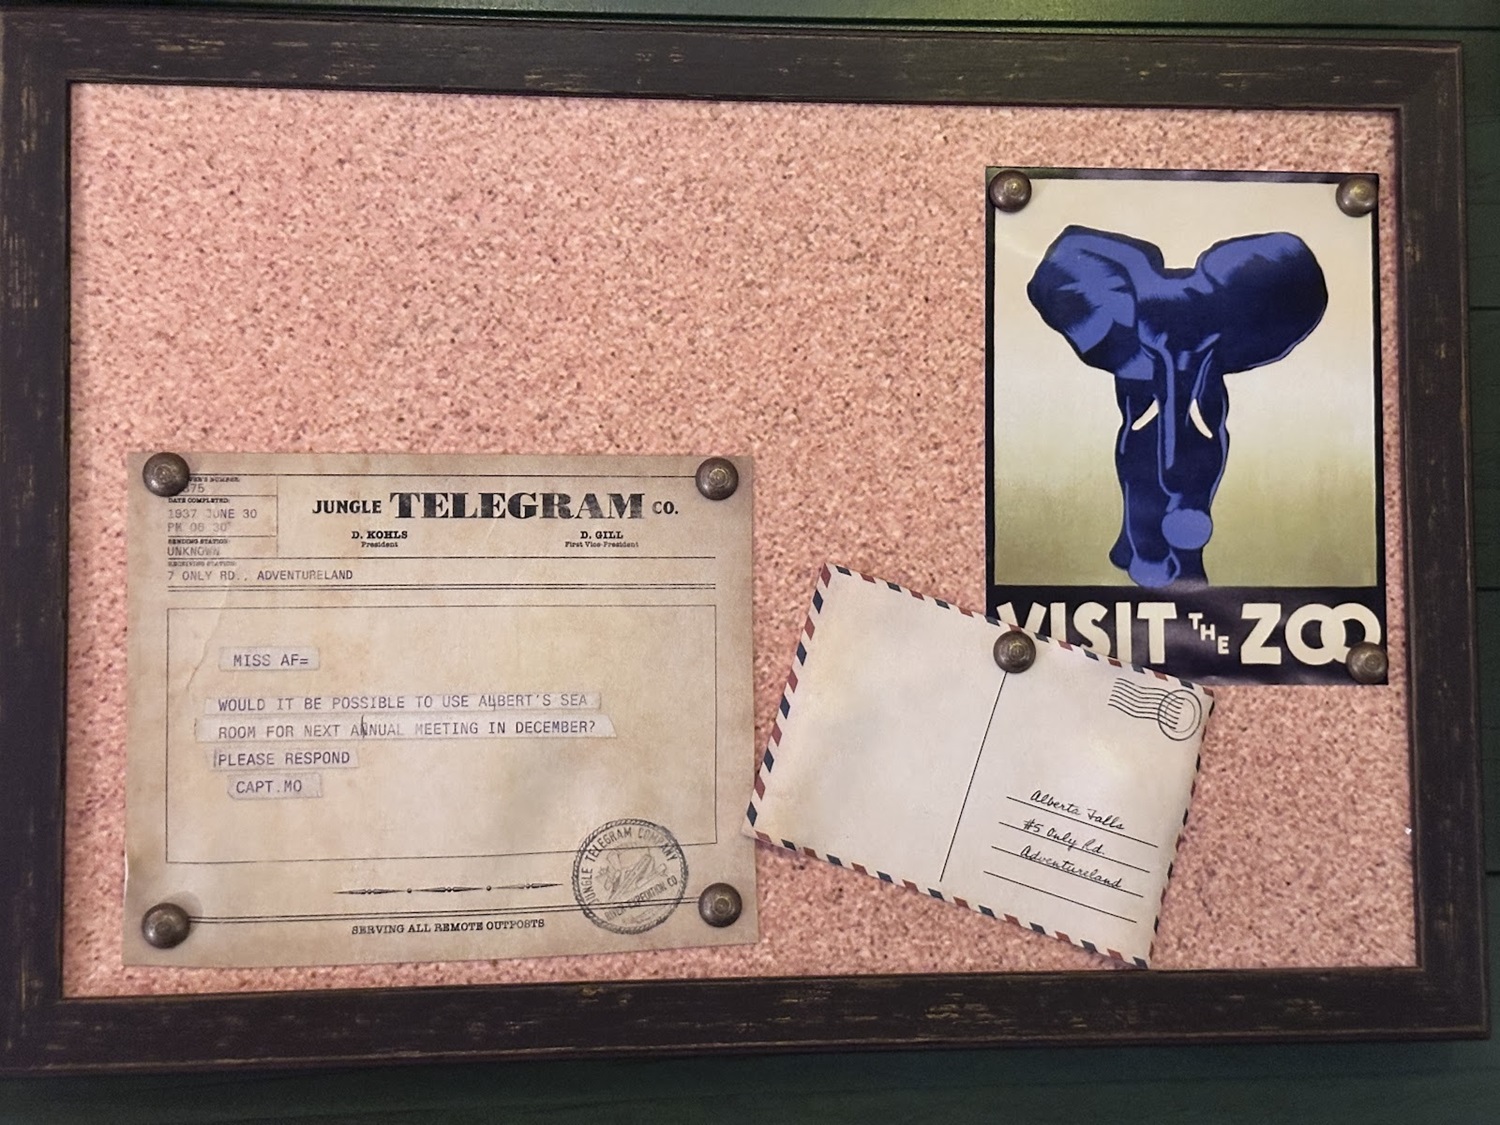 JUNGLE TELEGRAM CO.
D. KOHLS
President
D. GILL
First Vice-President
DATE COMPLETED:
1937 JUNE 30
PM 08 30
SENDING STATION:
UNKNOWN
RECEIVING STATION:
7 ONLY RD., ADVENTURELAND
MISS AF=
WOULD IT BE POSSIBLE TO USE ALBERT'S SEA
ROOM FOR NEXT ANNUAL MEETING IN DECEMBER?
PLEASE RESPOND
CAPT.MO
JUNGLE TELEGRAM COMPANY
RIVER EXPEDITION CO
SERVING ALL REMOTE OUTPOSTS
VISIT THE ZOO
Alberta Falls
#5 Only Rd.
Adventureland